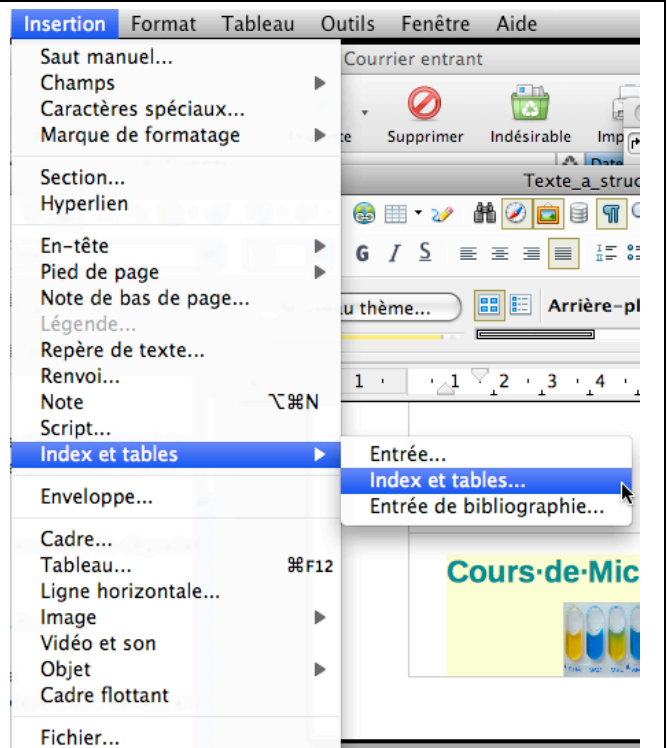 Insertion Format Tableau Outils Fenêtre Aide
Saut manuel...
Champs
Caractères spéciaux...
Marque de formatage
Section...
Hyperlien
En-tête
Pied de page
Note de bas de page...
Légende...
Repère de texte...
Renvoi...
Note ⌥⌘N
Script...
Index et tables
Enveloppe...
Cadre...
Tableau... ⌘F12
Ligne horizontale...
Image
Vidéo et son
Objet
Cadre flottant
Fichier...
Entrée...
Index et tables...
Entrée de bibliographie...
Courrier entrant
Supprimer Indésirable Imp
Date
Texte_a_struc
G I S
u thème... Arrière-pl
1 1 2 3 4
Cours·de·Mic